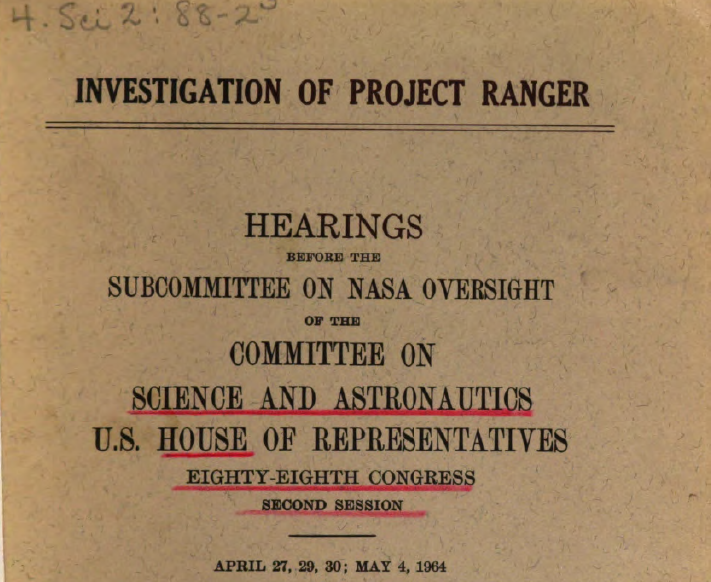 4. Sci 2: 88-2
INVESTIGATION OF PROJECT RANGER
HEARINGS
BEFORE THE
SUBCOMMITTEE ON NASA OVERSIGHT
OF THE
COMMITTEE ON
SCIENCE AND ASTRONAUTICS
U.S. HOUSE OF REPRESENTATIVES
EIGHTY-EIGHTH CONGRESS
SECOND SESSION
APRIL 27, 29, 30; MAY 4, 1964